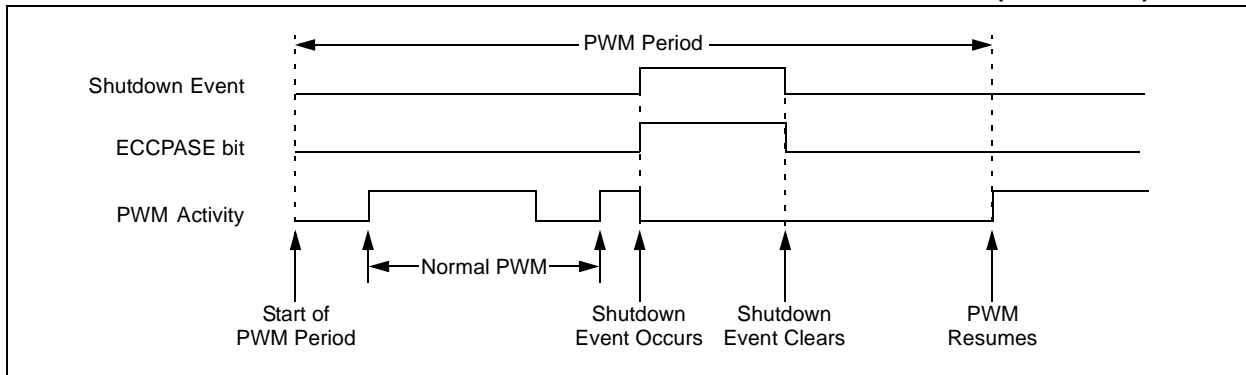 PWM Period
Shutdown Event
ECCPASE bit
PWM Activity
Normal PWM
Start of
PWM Period
Shutdown
Event Occurs
Shutdown
Event Clears
PWM
Resumes